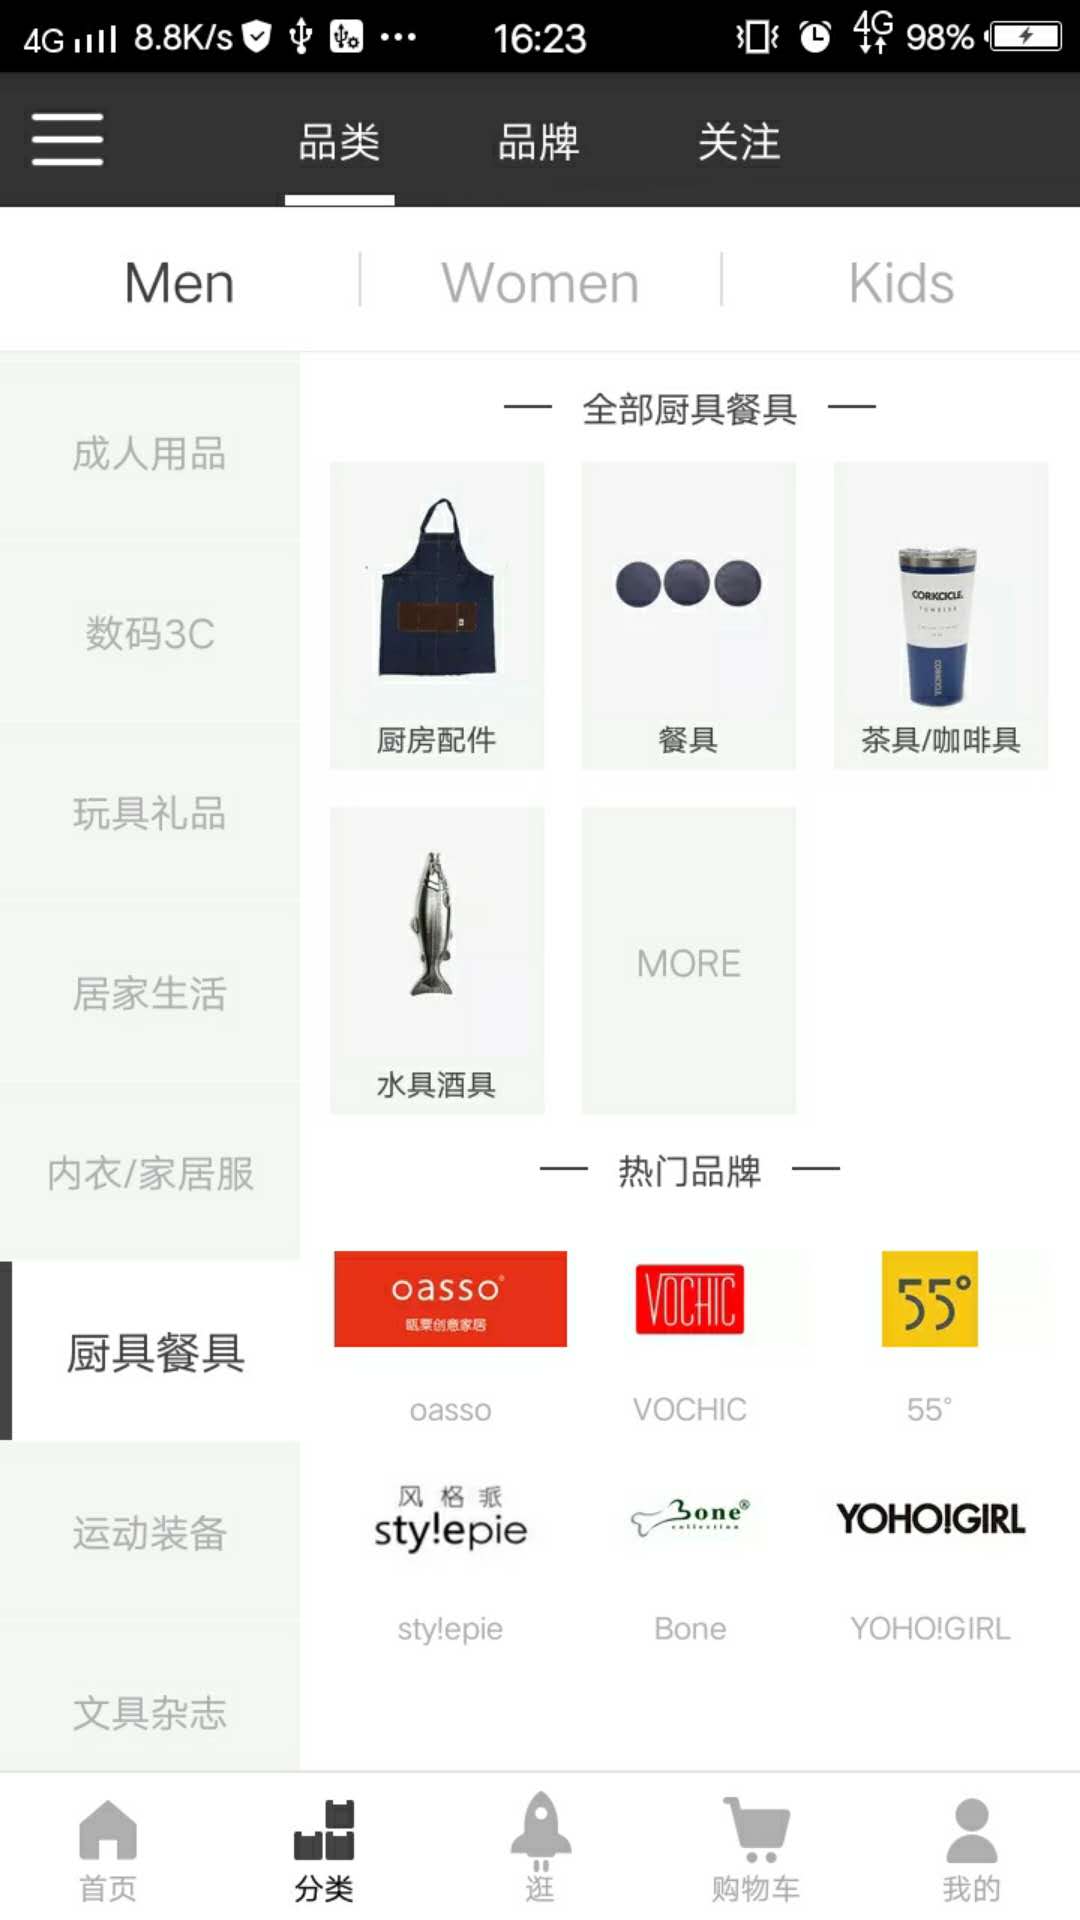 4G 8.8K/s 16:23 4G 98%
品类 品牌 关注
Men Women Kids
成人用品
数码3C
玩具礼品
居家生活
内衣/家居服
厨具餐具
运动装备
文具杂志
全部厨具餐具
CORKCICLE.
TUMBLER
CORKCICLE
厨房配件 餐具 茶具/咖啡具
MORE
水具酒具
热门品牌
oasso®
瓯粟创意家居
VOCHIC
55°
oasso VOCHIC 55°
风格派
sty!epie
Bone®
collection
YOHO!GIRL
sty!epie Bone YOHO!GIRL
首页 分类 逛 购物车 我的